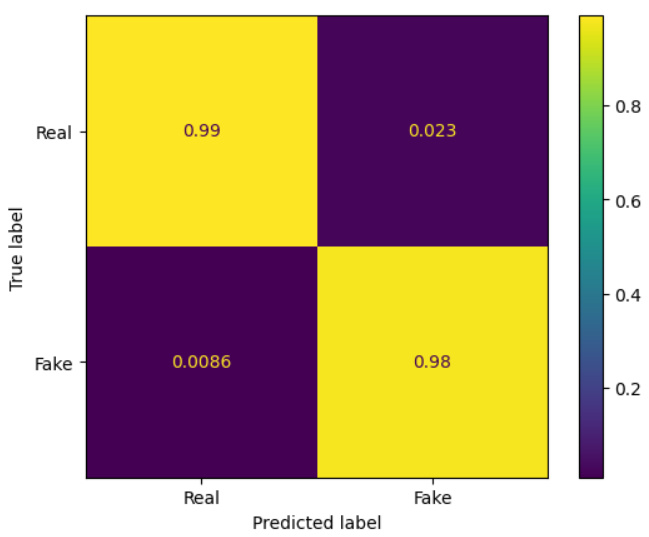 Real
0.99
0.023
Fake
0.0086
0.98
Real
Fake
Predicted label
True label
0.8
0.6
0.4
0.2